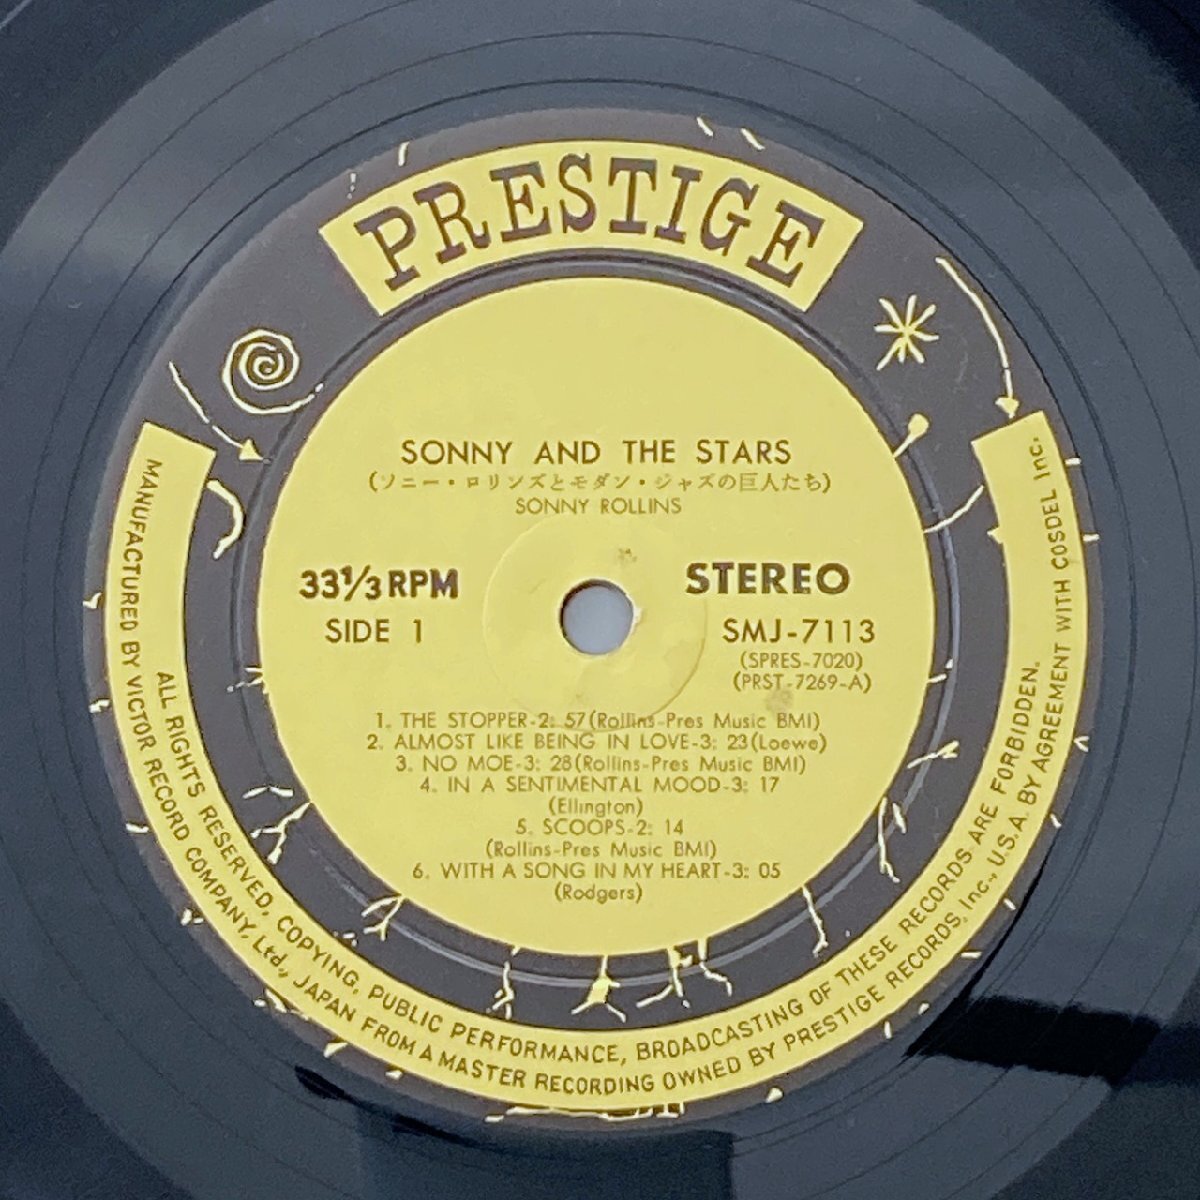 PRESTIGE
SONNY AND THE STARS
(ソニー・ロリンズとモダン・ジャズの巨人たち)
SONNY ROLLINS
33⅓ RPM
SIDE 1
STEREO
SMJ-7113
(SPRES-7020)
(PRST-7269-A)
1. THE STOPPER-2: 57(Rollins-Pres Music BMI)
2. ALMOST LIKE BEING IN LOVE-3: 23(Loewe)
3. NO MOE-3: 28(Rollins-Pres Music BMI)
4. IN A SENTIMENTAL MOOD-3: 17
(Ellington)
5. SCOOPS-2: 14
(Rollins-Pres Music BMI)
6. WITH A SONG IN MY HEART-3: 05
(Rodgers)
ALL RIGHTS RESERVED, COPYING, PUBLIC PERFORMANCE, BROADCASTING OF THESE RECORDS ARE FORBIDDEN.
MANUFACTURED BY VICTOR RECORD COMPANY, Ltd., JAPAN FROM A MASTER RECORDING OWNED BY PRESTIGE RECORDS, Inc., U.S.A. BY AGREEMENT WITH COSDEL Inc.